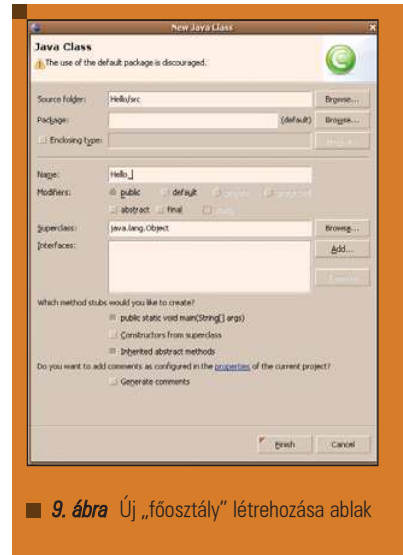 New Java Class
Java Class
The use of the default package is discouraged.
Source folder: Hello/src Browse...
Package: (default) Browse...
Enclosing type:
Name: Hello
Modifiers: public default
abstract final
Superclass: java.lang.Object Browse...
Interfaces: Add...
Which method stubs would you like to create?
public static void main(String[] args)
Constructors from superclass
Inherited abstract methods
Do you want to add comments as configured in the properties of the current project?
Generate comments
Finish Cancel
9. ábra Új „főosztály” létrehozása ablak